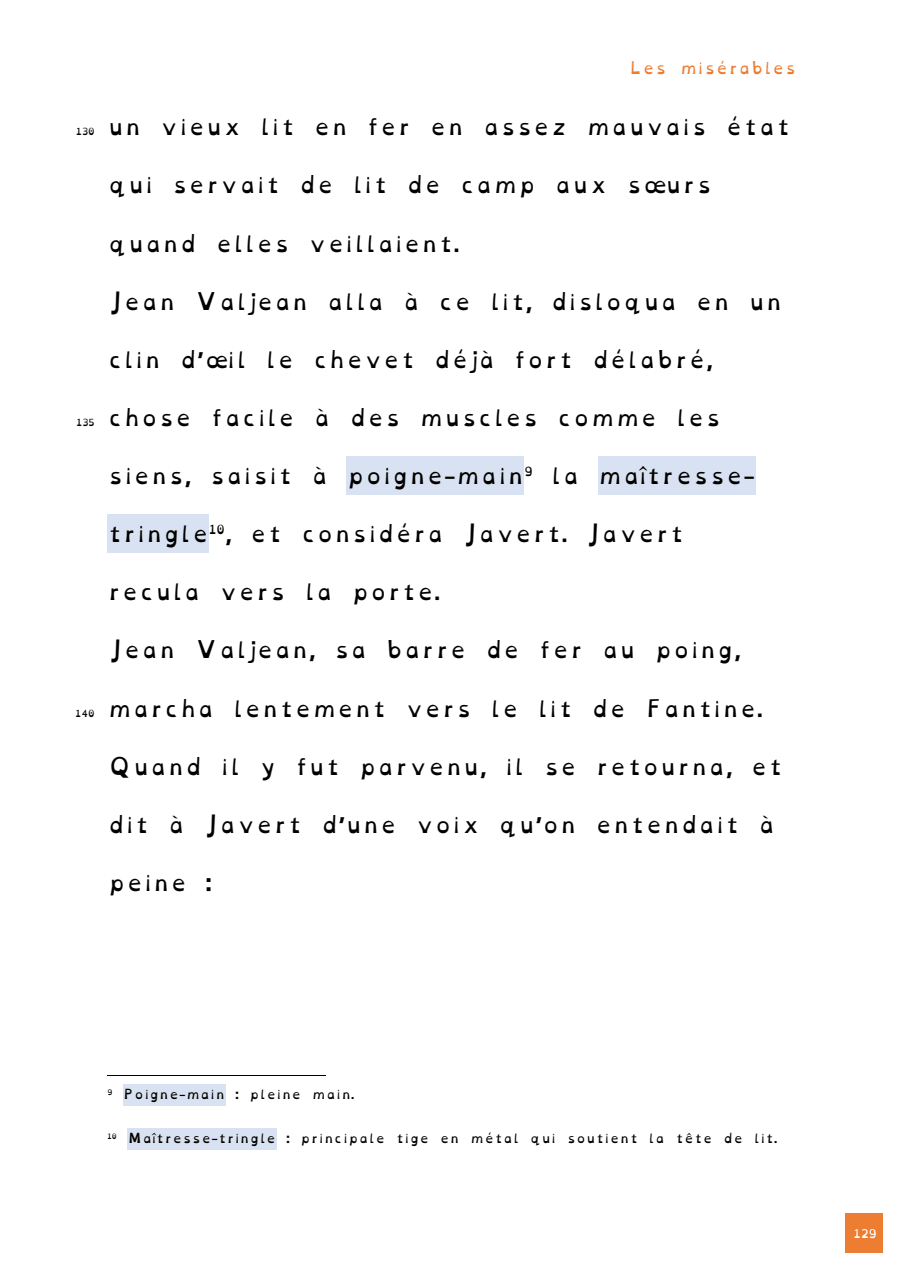 Les misérables
130 un vieux lit en fer en assez mauvais état
qui servait de lit de camp aux sœurs
quand elles veillaient.
Jean Valjean alla à ce lit, disloqua en un
clin d’œil le chevet déjà fort délabré,
135 chose facile à des muscles comme les
siens, saisit à poigne-main⁹ la maîtresse-
tringle¹⁰, et considéra Javert. Javert
recula vers la porte.
Jean Valjean, sa barre de fer au poing,
140 marcha lentement vers le lit de Fantine.
Quand il y fut parvenu, il se retourna, et
dit à Javert d’une voix qu’on entendait à
peine :
⁹ Poigne-main : pleine main.
¹⁰ Maîtresse-tringle : principale tige en métal qui soutient la tête de lit.
129